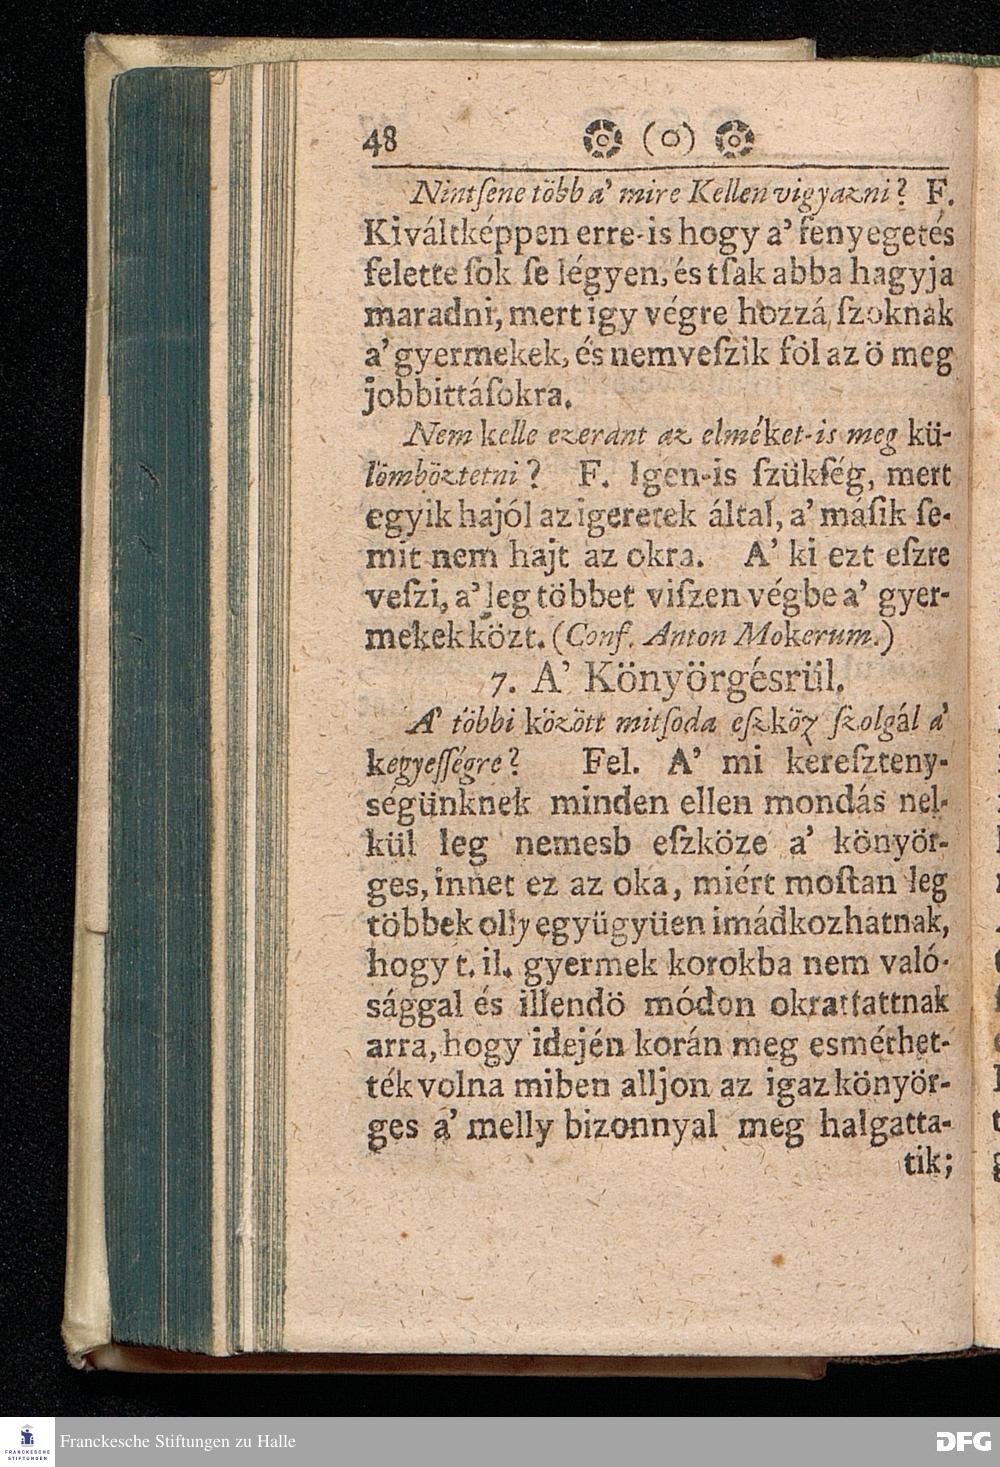 48 (o)
Nintſene több a' mire Kellen vigyazni? F.
Kiváltképpen erre-is hogy a' fenyegetés
felette ſok ſe légyen, és tſak abba hagyja
maradni, mert igy végre hozzá ſzoknak
a' gyermekek, és nemveſzik föl az ö meg
jobbittáſokra.
Nem kelle ezeránt az elméket-is meg kü-
lömböztetni? F. Igen-is ſzükſég, mert
egyik hajól az igeretek által, a' máſik ſe-
mit nem hajt az okra. A' ki ezt eſzre
veſzi, a' leg többet viſzen végbe a' gyer-
mekek közt. (Conf. Anton Mokerum.)
7. A' Könyörgésrül.
A' többi között mitſoda eſzköz ſzolgál a'
kegyeſſégre? Fel. A' mi kereſzteny-
ségünknek minden ellen mondás nel-
kül leg nemesb eſzköze a' könyör-
ges, innet ez az oka, miért moſtan leg
többek olly együgyüen imádkozhatnak,
hogy t. il. gyermek korokba nem való-
sággal és illendö módon okrattattnak
arra, hogy idején korán meg esmérhet-
ték volna miben alljon az igaz könyör-
ges a' melly bizonnyal meg halgatta-
tik;
FRANCKESCHE
STIFTUNGEN
Franckesche Stiftungen zu Halle
DFG